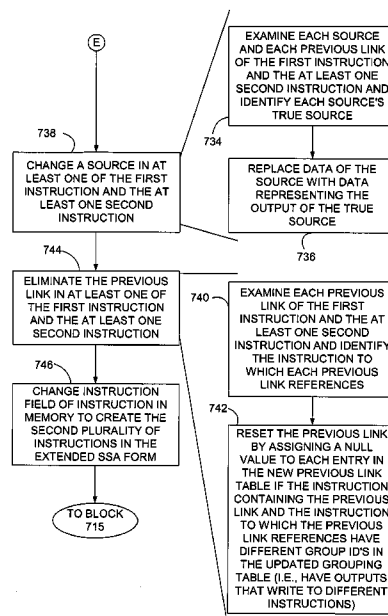 E
738
CHANGE A SOURCE IN AT
LEAST ONE OF THE FIRST
INSTRUCTION AND THE AT
LEAST ONE SECOND
INSTRUCTION
744
ELIMINATE THE PREVIOUS
LINK IN AT LEAST ONE OF
THE FIRST INSTRUCTION
AND THE AT LEAST ONE
SECOND INSTRUCTION
746
CHANGE INSTRUCTION
FIELD OF INSTRUCTION IN
MEMORY TO CREATE THE
SECOND PLURALITY OF
INSTRUCTIONS IN THE
EXTENDED SSA FORM
TO BLOCK
715
EXAMINE EACH SOURCE
AND EACH PREVIOUS LINK
OF THE FIRST INSTRUCTION
AND THE AT LEAST ONE
SECOND INSTRUCTION AND
IDENTIFY EACH SOURCE'S
TRUE SOURCE
734
REPLACE DATA OF THE
SOURCE WITH DATA
REPRESENTING THE
OUTPUT OF THE TRUE
SOURCE
736
740
EXAMINE EACH PREVIOUS
LINK OF THE FIRST
INSTRUCTION AND THE AT
LEAST ONE SECOND
INSTRUCTION AND IDENTIFY
THE INSTRUCTION TO
WHICH EACH PREVIOUS
LINK REFERENCES
742
RESET THE PREVIOUS LINK
BY ASSIGNING A NULL
VALUE TO EACH ENTRY IN
THE NEW PREVIOUS LINK
TABLE IF THE INSTRUCTION
CONTAINING THE PREVIOUS
LINK AND THE INSTRUCTION
TO WHICH THE PREVIOUS
LINK REFERENCES HAVE
DIFFERENT GROUP ID'S IN
THE UPDATED GROUPING
TABLE (I.E., HAVE OUTPUTS
THAT WRITE TO DIFFERENT
INSTRUCTIONS)